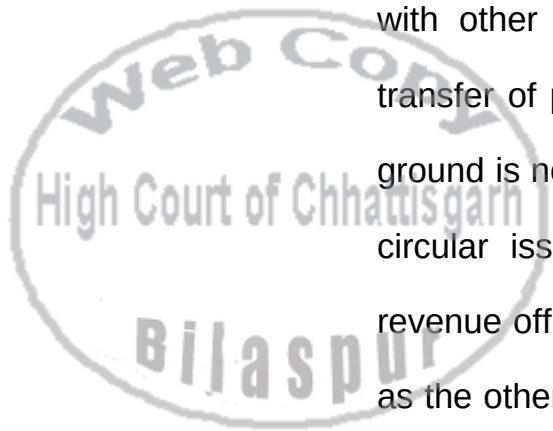 Web Copy
High Court of Chhattisgarh
Bilaspur
with other
transfer of p
ground is
circular iss
revenue off
as the other